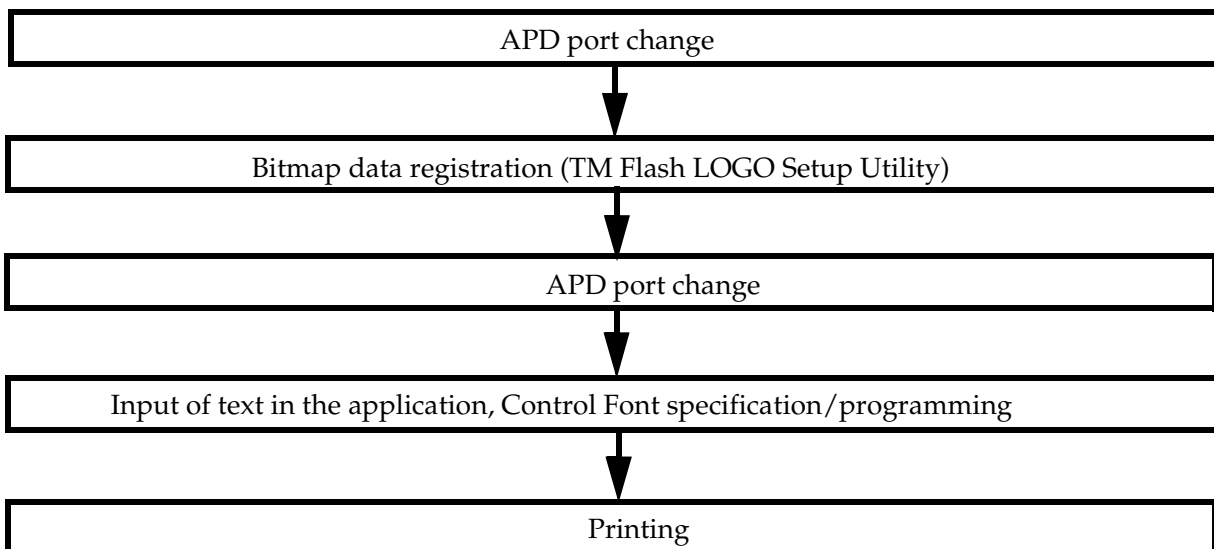 APD port change
Bitmap data registration (TM Flash LOGO Setup Utility)
APD port change
Input of text in the application, Control Font specification/programming
Printing